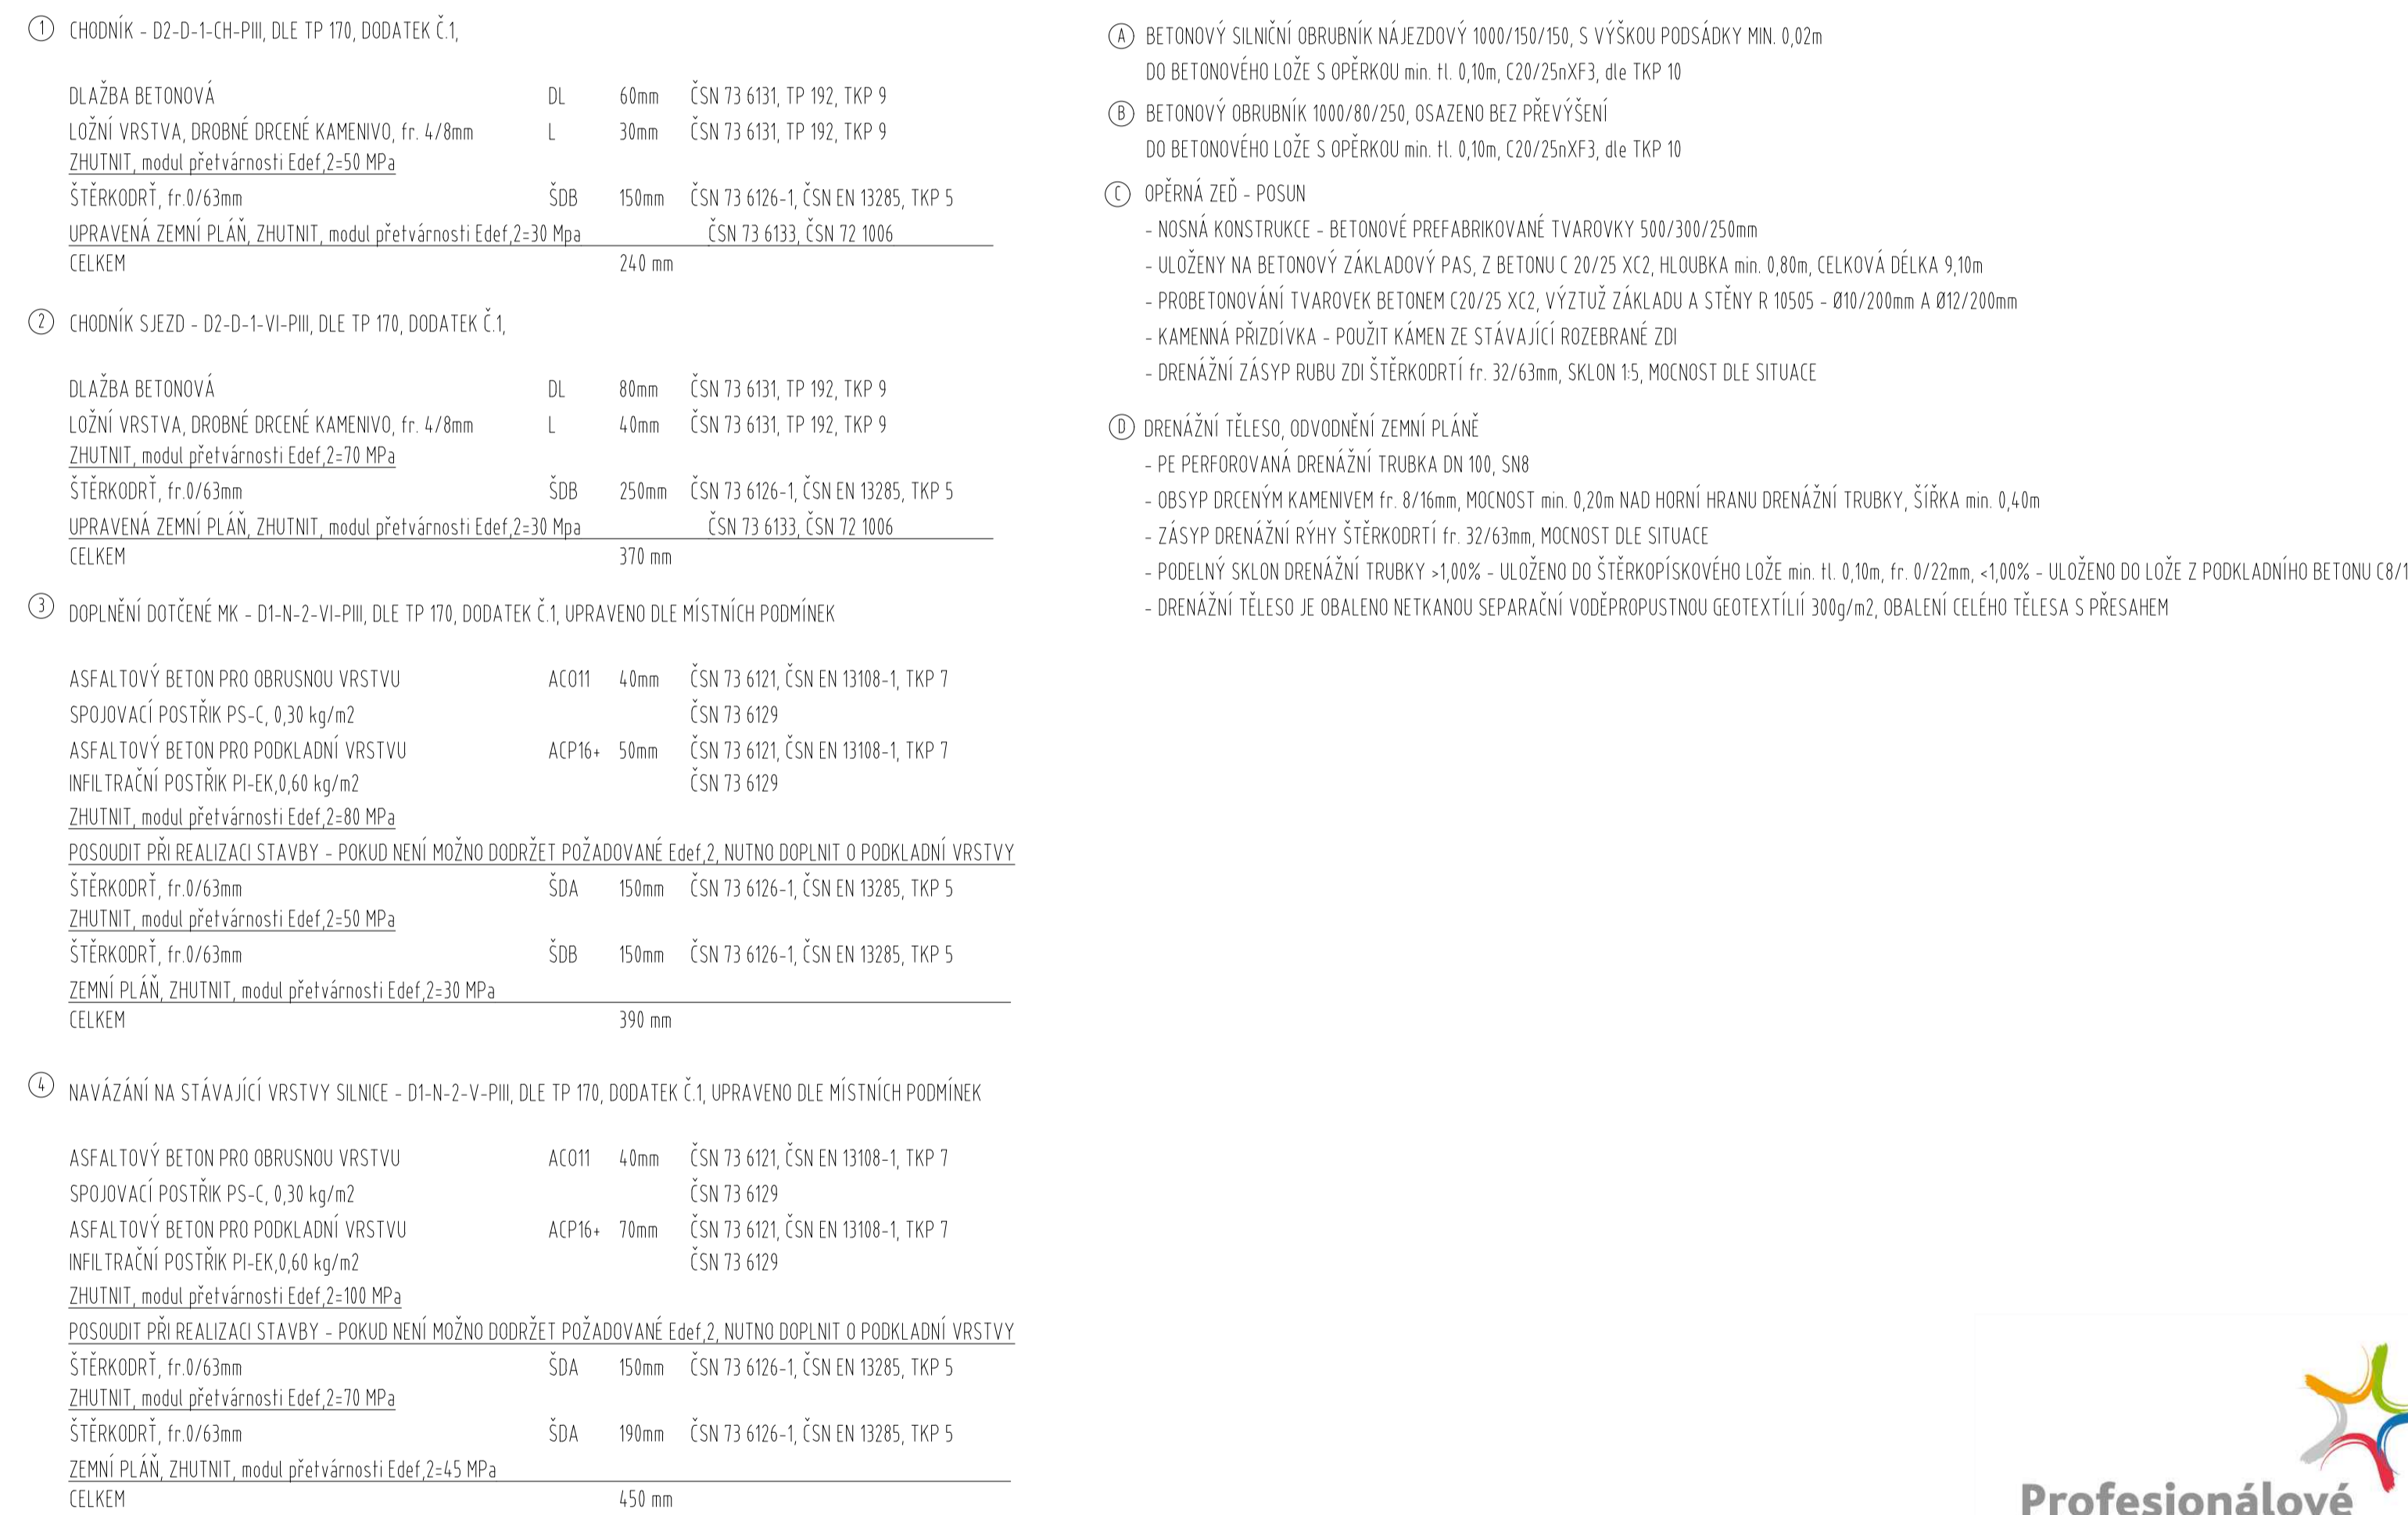 1 CHODNÍK - D2-D-1-CH-PIII, DLE TP 170, DODATEK Č.1,
DLAŽBA BETONOVÁ DL 60mm ČSN 73 6131, TP 192, TKP 9
LOŽNÍ VRSTVA, DROBNÉ DRCENÉ KAMENIVO, fr. 4/8mm L 30mm ČSN 73 6131, TP 192, TKP 9
ZHUTNIT, modul přetvárnosti Edef,2=50 MPa
ŠTĚRKODRŤ, fr.0/63mm ŠDB 150mm ČSN 73 6126-1, ČSN EN 13285, TKP 5
UPRAVENÁ ZEMNÍ PLÁŇ, ZHUTNIT, modul přetvárnosti Edef,2=30 Mpa ČSN 73 6133, ČSN 72 1006
CELKEM 240 mm
2 CHODNÍK SJEZD - D2-D-1-VI-PIII, DLE TP 170, DODATEK Č.1,
DLAŽBA BETONOVÁ DL 80mm ČSN 73 6131, TP 192, TKP 9
LOŽNÍ VRSTVA, DROBNÉ DRCENÉ KAMENIVO, fr. 4/8mm L 40mm ČSN 73 6131, TP 192, TKP 9
ZHUTNIT, modul přetvárnosti Edef,2=70 MPa
ŠTĚRKODRŤ, fr.0/63mm ŠDB 250mm ČSN 73 6126-1, ČSN EN 13285, TKP 5
UPRAVENÁ ZEMNÍ PLÁŇ, ZHUTNIT, modul přetvárnosti Edef,2=30 Mpa ČSN 73 6133, ČSN 72 1006
CELKEM 370 mm
3 DOPLNĚNÍ DOTČENÉ MK - D1-N-2-VI-PIII, DLE TP 170, DODATEK Č.1, UPRAVENO DLE MÍSTNÍCH PODMÍNEK
ASFALTOVÝ BETON PRO OBRUSNOU VRSTVU ACO11 40mm ČSN 73 6121, ČSN EN 13108-1, TKP 7
SPOJOVACÍ POSTŘIK PS-C, 0,30 kg/m2 ČSN 73 6129
ASFALTOVÝ BETON PRO PODKLADNÍ VRSTVU ACP16+ 50mm ČSN 73 6121, ČSN EN 13108-1, TKP 7
INFILTRAČNÍ POSTŘIK PI-EK,0,60 kg/m2 ČSN 73 6129
ZHUTNIT, modul přetvárnosti Edef,2=80 MPa
POSOUDIT PŘI REALIZACI STAVBY - POKUD NENÍ MOŽNO DODRŽET POŽADOVANÉ Edef,2, NUTNO DOPLNIT O PODKLADNÍ VRSTVY
ŠTĚRKODRŤ, fr.0/63mm ŠDA 150mm ČSN 73 6126-1, ČSN EN 13285, TKP 5
ZHUTNIT, modul přetvárnosti Edef,2=50 MPa
ŠTĚRKODRŤ, fr.0/63mm ŠDB 150mm ČSN 73 6126-1, ČSN EN 13285, TKP 5
ZEMNÍ PLÁŇ, ZHUTNIT, modul přetvárnosti Edef,2=30 MPa
CELKEM 390 mm
4 NAVÁZÁNÍ NA STÁVAJÍCÍ VRSTVY SILNICE - D1-N-2-V-PIII, DLE TP 170, DODATEK Č.1, UPRAVENO DLE MÍSTNÍCH PODMÍNEK
ASFALTOVÝ BETON PRO OBRUSNOU VRSTVU ACO11 40mm ČSN 73 6121, ČSN EN 13108-1, TKP 7
SPOJOVACÍ POSTŘIK PS-C, 0,30 kg/m2 ČSN 73 6129
ASFALTOVÝ BETON PRO PODKLADNÍ VRSTVU ACP16+ 70mm ČSN 73 6121, ČSN EN 13108-1, TKP 7
INFILTRAČNÍ POSTŘIK PI-EK,0,60 kg/m2 ČSN 73 6129
ZHUTNIT, modul přetvárnosti Edef,2=100 MPa
POSOUDIT PŘI REALIZACI STAVBY - POKUD NENÍ MOŽNO DODRŽET POŽADOVANÉ Edef,2, NUTNO DOPLNIT O PODKLADNÍ VRSTVY
ŠTĚRKODRŤ, fr.0/63mm ŠDA 150mm ČSN 73 6126-1, ČSN EN 13285, TKP 5
ZHUTNIT, modul přetvárnosti Edef,2=70 MPa
ŠTĚRKODRŤ, fr.0/63mm ŠDA 190mm ČSN 73 6126-1, ČSN EN 13285, TKP 5
ZEMNÍ PLÁŇ, ZHUTNIT, modul přetvárnosti Edef,2=45 MPa
CELKEM 450 mm
A BETONOVÝ SILNIČNÍ OBRUBNÍK NÁJEZDOVÝ 1000/150/150, S VÝŠKOU PODSÁDKY MIN. 0,02m
DO BETONOVÉHO LOŽE S OPĚRKOU min. tl. 0,10m, C20/25nXF3, dle TKP 10
B BETONOVÝ OBRUBNÍK 1000/80/250, OSAZENO BEZ PŘEVÝŠENÍ
DO BETONOVÉHO LOŽE S OPĚRKOU min. tl. 0,10m, C20/25nXF3, dle TKP 10
C OPĚRNÁ ZEĎ - POSUN
- NOSNÁ KONSTRUKCE - BETONOVÉ PREFABRIKOVANÉ TVAROVKY 500/300/250mm
- ULOŽENY NA BETONOVÝ ZÁKLADOVÝ PAS, Z BETONU C 20/25 XC2, HLOUBKA min. 0,80m, CELKOVÁ DÉLKA 9,10m
- PROBETONOVÁNÍ TVAROVEK BETONEM C20/25 XC2, VÝZTUŽ ZÁKLADU A STĚNY R 10505 - Ø10/200mm A Ø12/200mm
- KAMENNÁ PŘIZDÍVKA - POUŽIT KÁMEN ZE STÁVAJÍCÍ ROZEBRANÉ ZDI
- DRENÁŽNÍ ZÁSYP RUBU ZDI ŠTĚRKODRTÍ fr. 32/63mm, SKLON 1:5, MOCNOST DLE SITUACE
D DRENÁŽNÍ TĚLESO, ODVODNĚNÍ ZEMNÍ PLÁNĚ
- PE PERFOROVANÁ DRENÁŽNÍ TRUBKA DN 100, SN8
- OBSYP DRCENÝM KAMENIVEM fr. 8/16mm, MOCNOST min. 0,20m NAD HORNÍ HRANU DRENÁŽNÍ TRUBKY, ŠÍŘKA min. 0,40m
- ZÁSYP DRENÁŽNÍ RÝHY ŠTĚRKODRTÍ fr. 32/63mm, MOCNOST DLE SITUACE
- PODELNÝ SKLON DRENÁŽNÍ TRUBKY >1,00% - ULOŽENO DO ŠTĚRKOPÍSKOVÉHO LOŽE min. tl. 0,10m, fr. 0/22mm, <1,00% - ULOŽENO DO LOŽE Z PODKLADNÍHO BETONU C8/1
- DRENÁŽNÍ TĚLESO JE OBALENO NETKANOU SEPARAČNÍ VODĚPROPUSTNOU GEOTEXTÍLIÍ 300g/m2, OBALENÍ CELÉHO TĚLESA S PŘESAHEM
Profesionálové